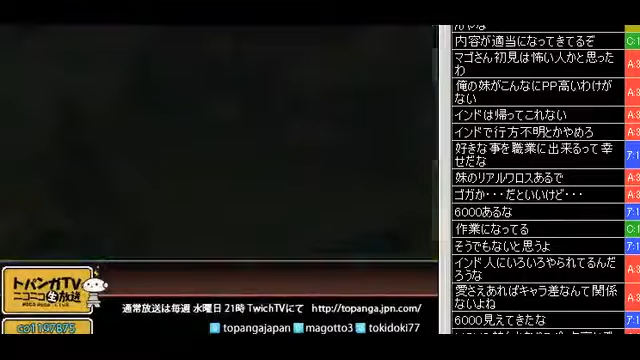 内容が適当になってきてるぞ
マゴさん初見は怖い人かと思った
わ
俺の妹がこんなにPP高いわけが
ない
インドは帰ってこれない
インドで行方不明とかやめろ
好きな事を職業に出来るって幸
せだな
妹のリアルワロスあるで
ゴガか・・・だといいけど・・・
6000あるな
作業になってる
そうでもないと思うよ
インド人にいろいろやられてるんだ
ろうな
愛さえあればキャラ差なんて関係
ないよね
6000見えてきたな
トパンガTV
ニコニコ生放送
co1197875
通常放送は毎週 水曜日 21時 TwichTVにて http://topanga.jpn.com/
topangajapan magotto3 tokidoki77